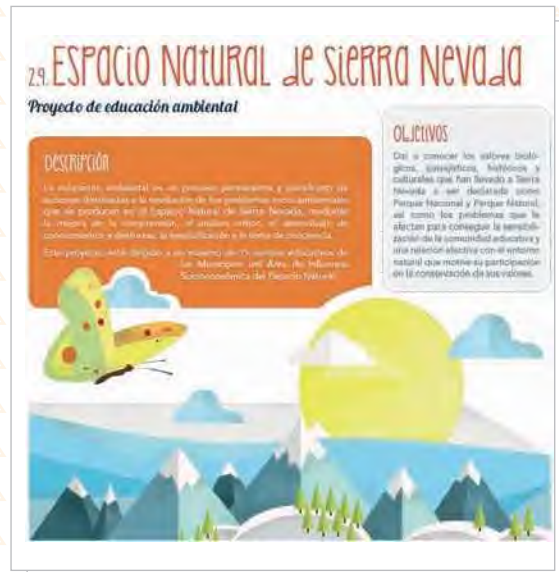 2.9. ESPACIO NATURAL DE SIERRA NEVADA
Proyecto de educación ambiental
DESCRIPCIÓN
La educación ambiental es un proceso permanente y planificado de
acciones destinadas a la resolución de los problemas socio-ambientales
que se producen en el Espacio Natural de Sierra Nevada, mediante
la mejora de la comprensión, el análisis crítico, el desarrollo de
conocimientos y destrezas, la sensibilización y la toma de conciencia.
Este proyecto está dirigido a un máximo de centros educativos de
los Municipios del Área de Influencia
Socioeconómica del Espacio Natural.
OBJETIVOS
Dar a conocer los valores bioló-
gicos, paisajísticos, históricos y
culturales que han llevado a Sierra
Nevada a ser declarada como
Parque Nacional y Parque Natural,
así como los problemas que le
afectan para conseguir la sensibili-
zación de la comunidad educativa y
una relación afectiva con el entorno
natural que motive su participación
en la conservación de sus valores.